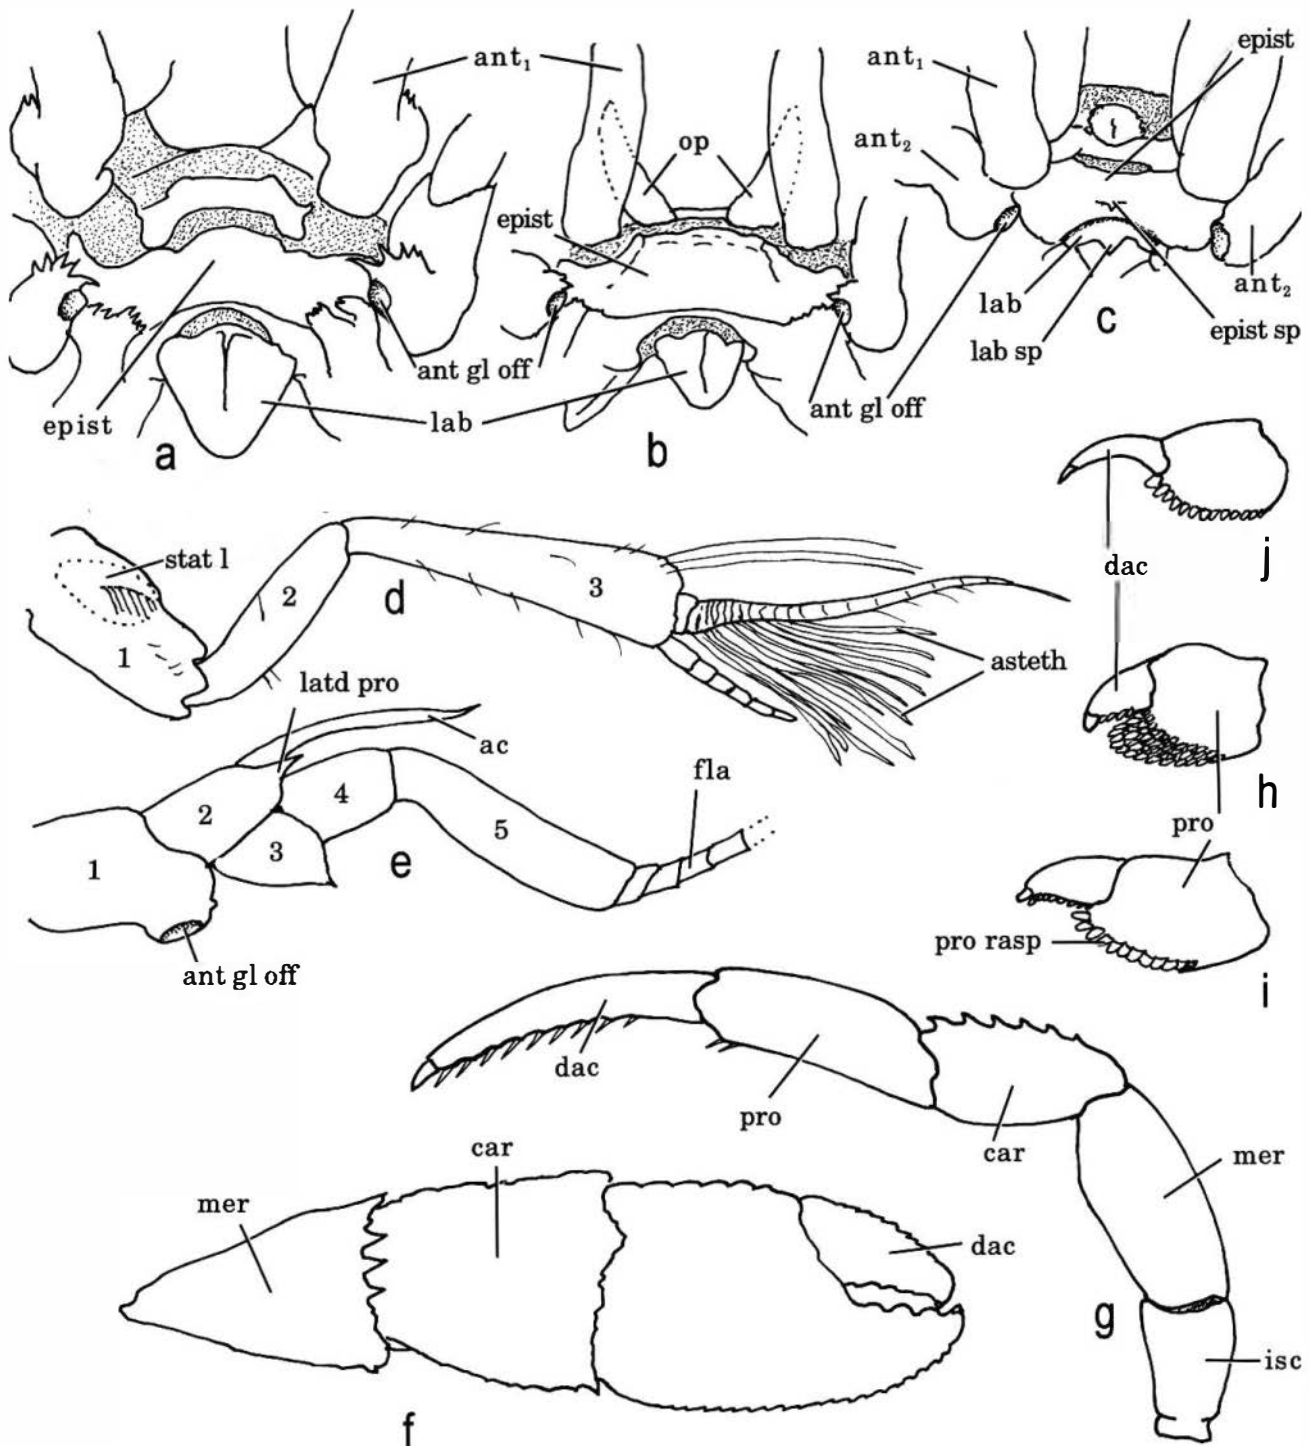 ant₁
ant₁
epist
op
ant₂
epist
ant₂
lab
epist sp
c
lab sp
ant gl off
ant gl off
epist
lab
a
b
j
stat l
2
d
3
dac
1
asteth
latd pro
ac
h
4
fla
2
5
pro
3
e
1
pro rasp
ant gl off
i
dac
pro
car
car
mer
mer
dac
g
isc
f